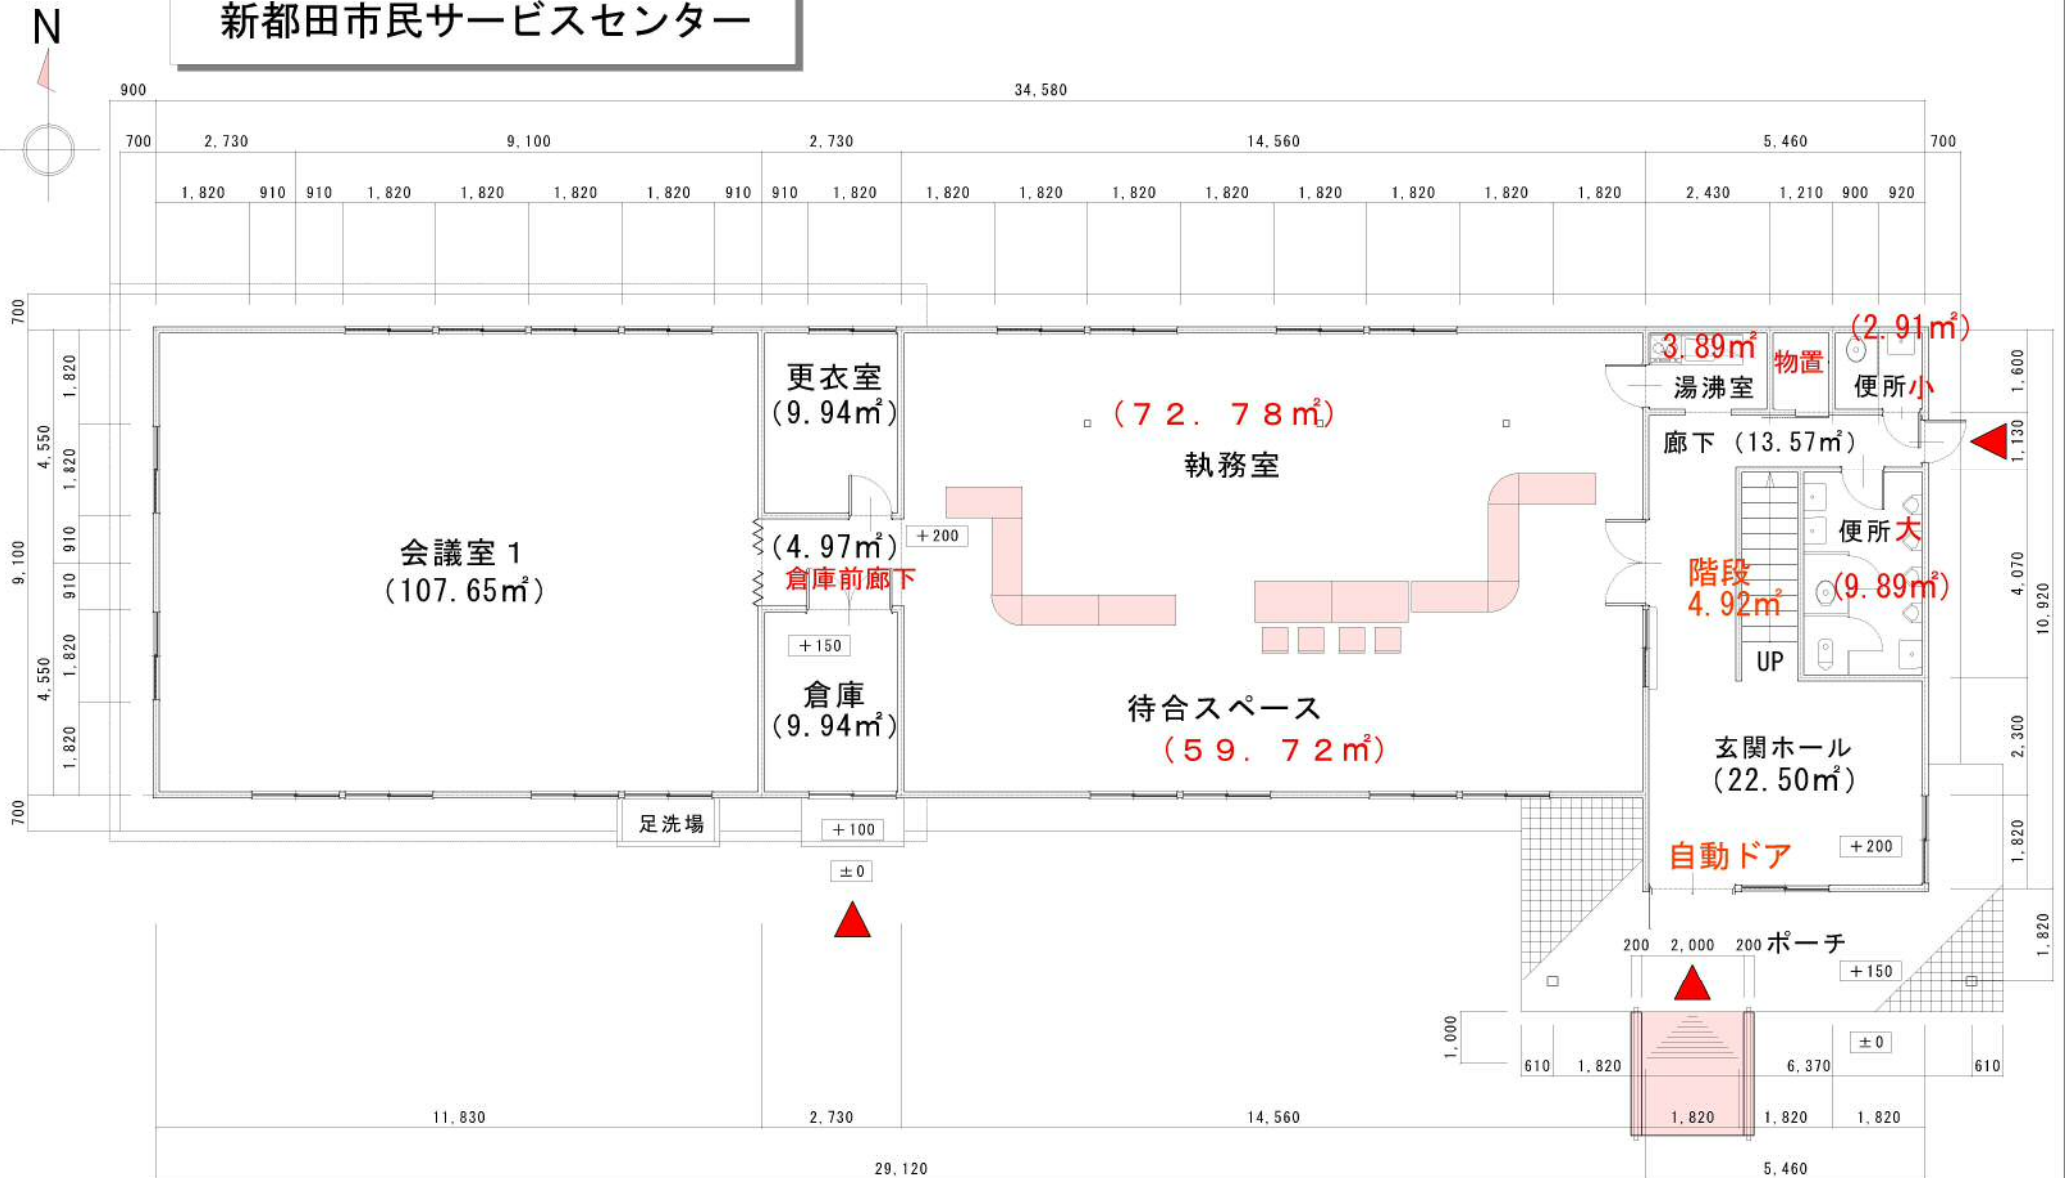 新都田市民サービスセンター
N
900 34,580
700 2,730 9,100 2,730 14,560 5,460 700
1,820 910 910 1,820 1,820 1,820 1,820 910 910 1,820 1,820 1,820 1,820 1,820 1,820 1,820 1,820 1,820 2,430 1,210 900 920
700
1,820
4,550
1,820
910
9,100
910
1,820
4,550
1,820
700
会議室1
(107.65㎡)
更衣室
(9.94㎡)
(4.97㎡)
倉庫前廊下
+200
+150
倉庫
(9.94㎡)
(72.78㎡)
執務室
待合スペース
(59.72㎡)
3.89㎡
湯沸室
物置
(2.91㎡)
便所小
廊下(13.57㎡)
便所大
(9.89㎡)
階段
4.92㎡
UP
玄関ホール
(22.50㎡)
自動ドア
+200
1,600
1,130
4,070
10,920
2,300
1,820
1,820
足洗場
+100
±0
200 2,000 200 ポーチ
+150
1,000
±0
610 1,820 6,370 610
11,830 2,730 14,560 1,820 1,820 1,820
29,120 5,460